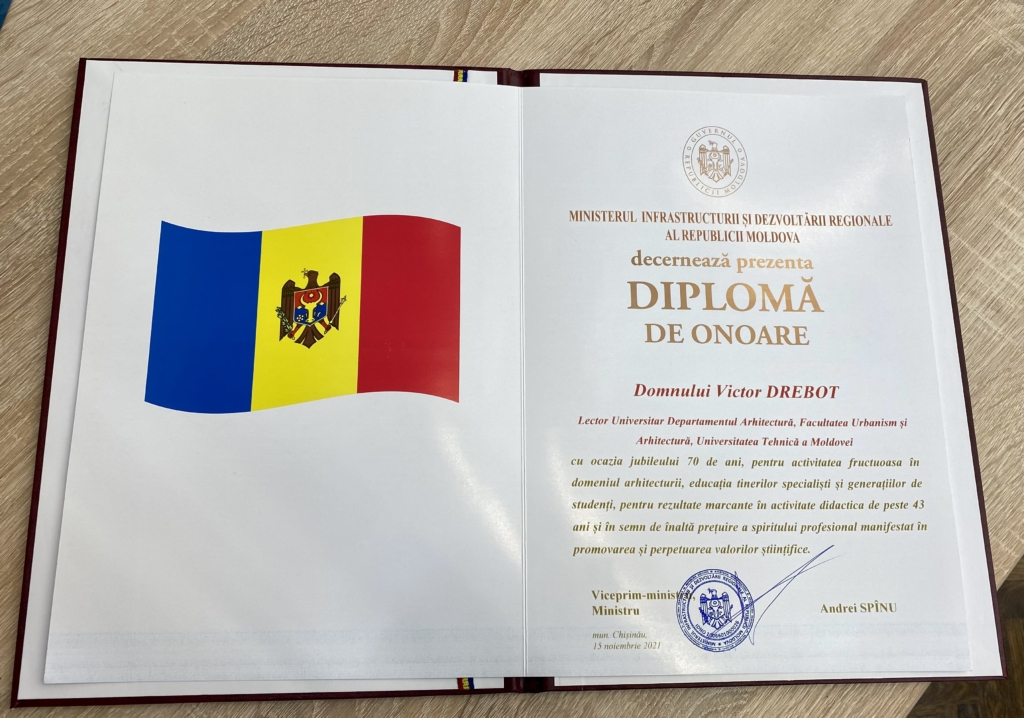 GUVERNUL
REPUBLICII MOLDOVA
MINISTERUL INFRASTRUCTURII ȘI DEZVOLTĂRII REGIONALE
AL REPUBLICII MOLDOVA
decernează prezenta
DIPLOMĂ
DE ONOARE
Domnului Victor DREBOT
Lector Universitar Departamentul Arhitectură, Facultatea Urbanism și
Arhitectură, Universitatea Tehnică a Moldovei
cu ocazia jubileului 70 de ani, pentru activitatea fructuoasa în
domeniul arhitecturii, educația tinerilor specialiști și generațiilor de
studenți, pentru rezultate marcante în activitate didactica de peste 43
ani și în semn de înaltă prețuire a spiritului profesional manifestat în
promovarea și perpetuarea valorilor științifice.
Viceprim-ministru,
Ministru
Andrei SPÎNU
mun. Chișinău,
15 noiembrie 2021